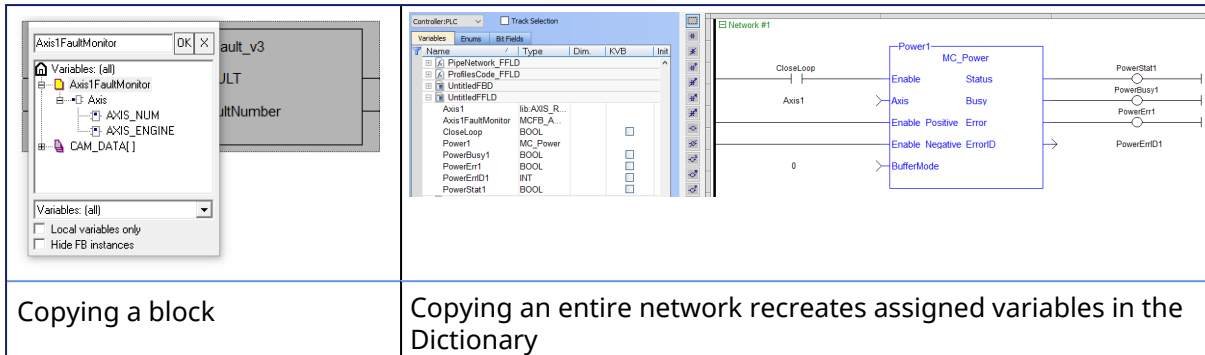 Axis1FaultMonitor OK X
ault_v3
Variables: (all)
Axis1FaultMonitor
ULT
Axis
AXIS_NUM
ultNumber
AXIS_ENGINE
CAM_DATA[ ]
Variables: (all)
Local variables only
Hide FB instances
Controller:PLC Track Selection
Variables Enums Bit Fields
Name / Type Dim. KVB Init
PipeNetwork_FFLD
ProfilesCode_FFLD
UntitledFBD
UntitledFFLD
Axis1 lib:AXIS_R...
Axis1FaultMonitor MCFB_A...
CloseLoop BOOL
Power1 MC_Power
PowerBusy1 BOOL
PowerErr1 BOOL
PowerErrID1 INT
PowerStat1 BOOL
Network #1
Power1
MC_Power
CloseLoop Enable Status PowerStat1
PowerBusy1
Axis1 Axis Busy
PowerErr1
Enable Positive Error
Enable Negative ErrorID PowerErrID1
0 BufferMode
Copying a block
Copying an entire network recreates assigned variables in the
Dictionary